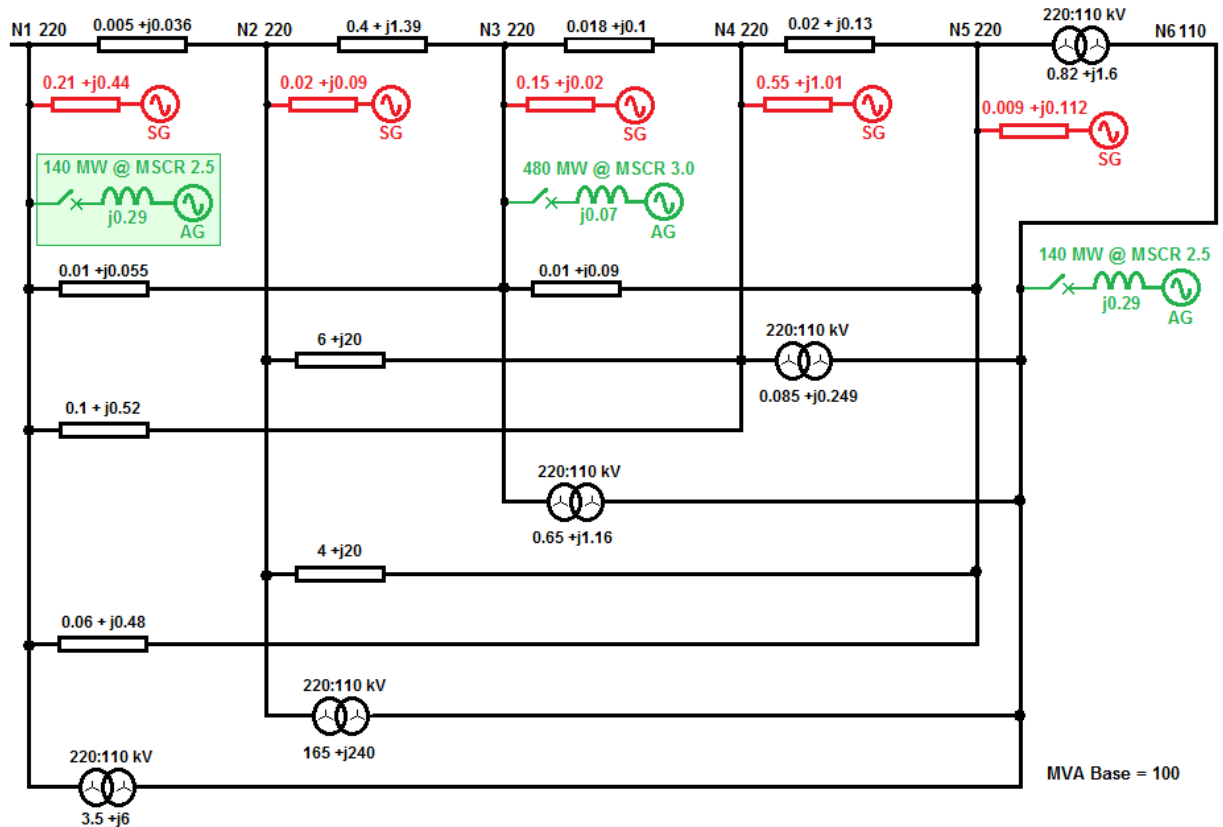 N1 220
0.005 +j0.036
N2 220
0.4 + j1.39
N3 220
0.018 +j0.1
N4 220
0.02 + j0.13
N5 220
220:110 kV
N6 110
0.82 +j1.6
0.21 +j0.44
SG
0.02 +j0.09
SG
0.15 +j0.02
SG
0.55 +j1.01
SG
0.009 +j0.112
SG
140 MW @ MSCR 2.5
j0.29
AG
480 MW @ MSCR 3.0
j0.07
AG
140 MW @ MSCR 2.5
j0.29
AG
0.01 +j0.055
0.01 +j0.09
6 +j20
220:110 kV
0.085 +j0.249
0.1 + j0.52
220:110 kV
0.65 +j1.16
4 +j20
0.06 + j0.48
220:110 kV
165 +j240
220:110 kV
3.5 +j6
MVA Base = 100